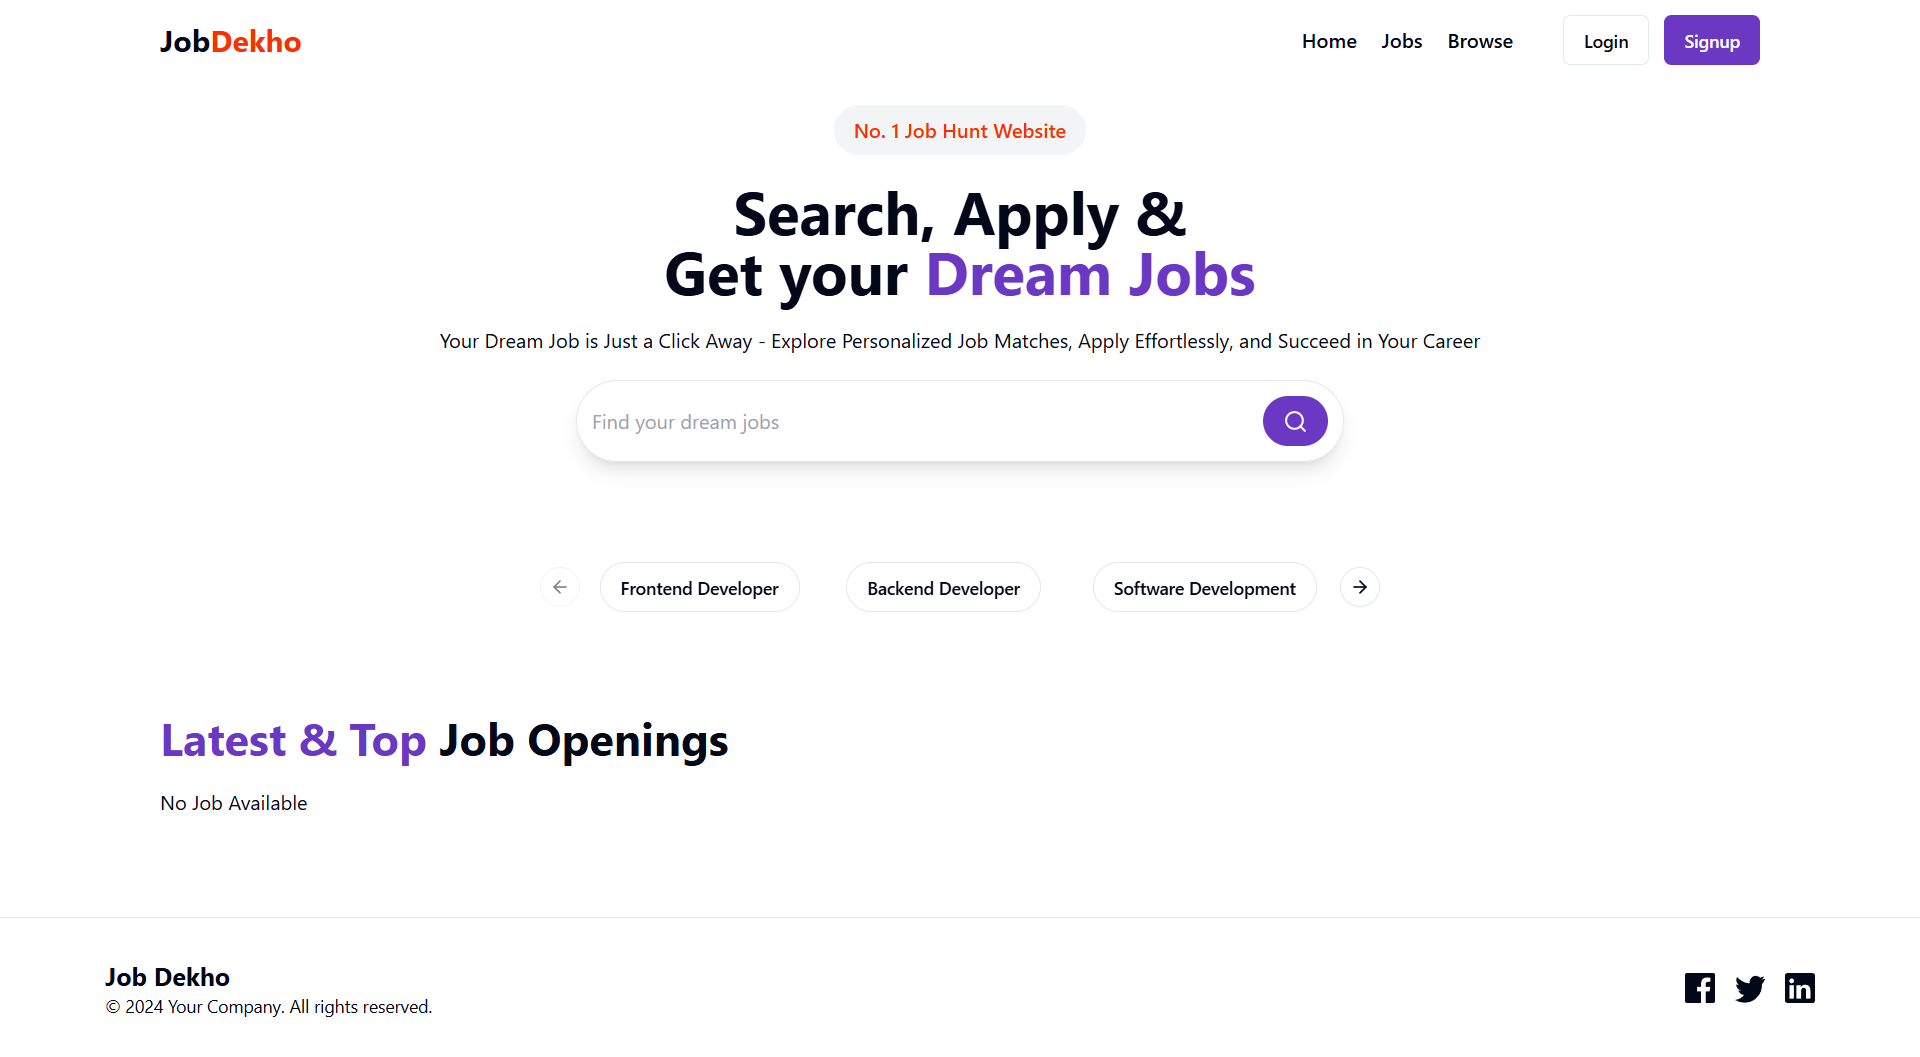 JobDekho
Home Jobs Browse Login Signup
No. 1 Job Hunt Website
Search, Apply &
Get your Dream Jobs
Your Dream Job is Just a Click Away - Explore Personalized Job Matches, Apply Effortlessly, and Succeed in Your Career
Find your dream jobs
Frontend Developer Backend Developer Software Development
Latest & Top Job Openings
No Job Available
Job Dekho
© 2024 Your Company. All rights reserved.